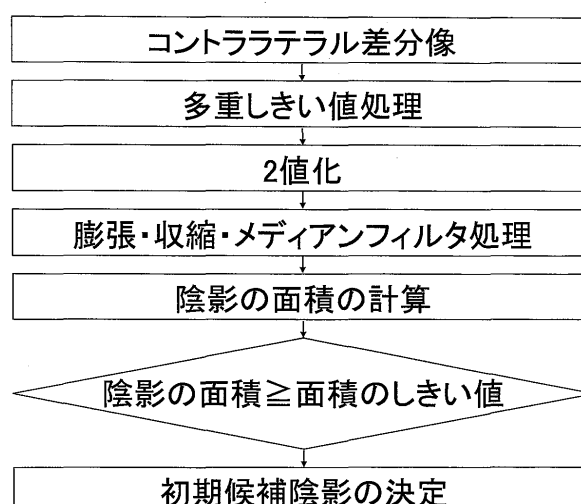 コントララテラル差分像
多重しきい値処理
2値化
膨張・収縮・メディアンフィルタ処理
陰影の面積の計算
陰影の面積≧面積のしきい値
初期候補陰影の決定